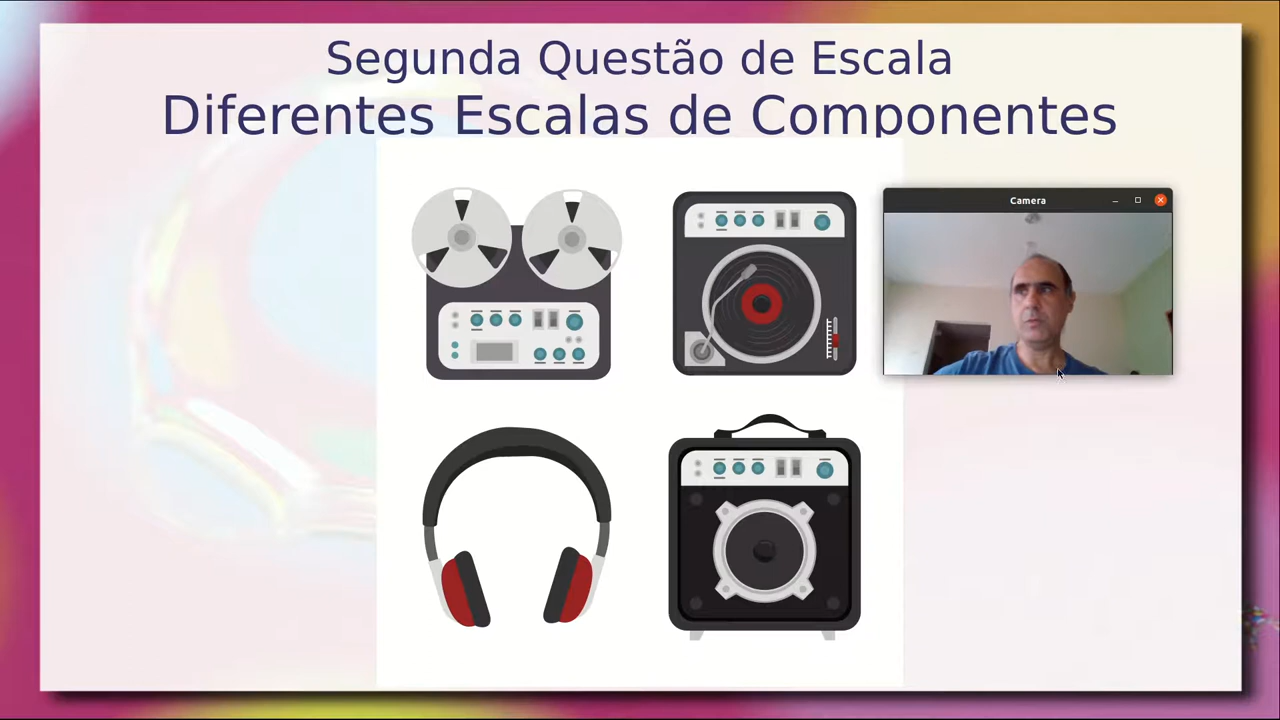 Segunda Questão de Escala
Diferentes Escalas de Componentes
Camera